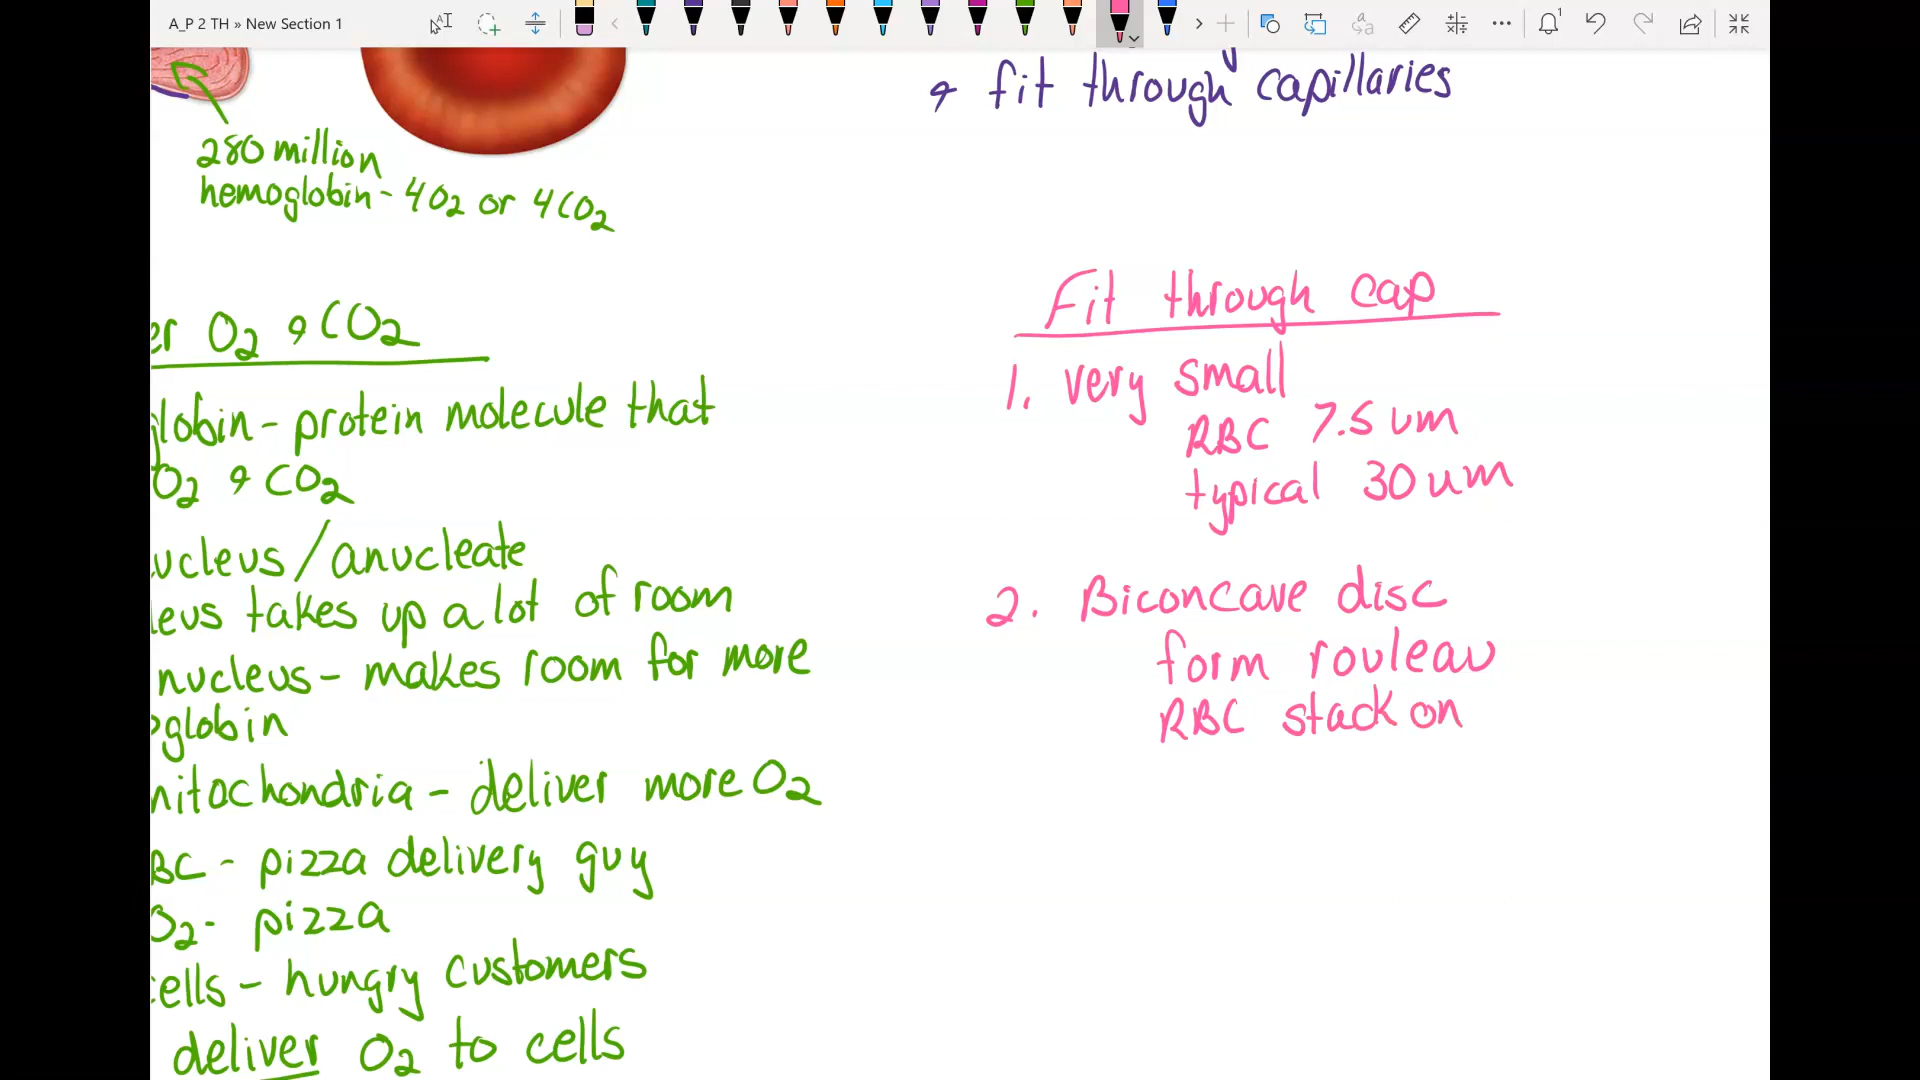 A_P 2 TH » New Section 1
& fit through capillaries
280 million
hemoglobin - 4O2 or 4CO2
er O2 & CO2
globin - protein molecule that
O2 & CO2
ucleus/anucleate
leus takes up a lot of room
nucleus - makes room for more
oglobin
mitochondria - deliver more O2
BC - pizza delivery guy
O2 - pizza
cells - hungry customers
deliver O2 to cells
Fit through cap
1. very small
RBC 7.5 um
typical 30 um
2. Biconcave disc
form rouleau
RBC stack on